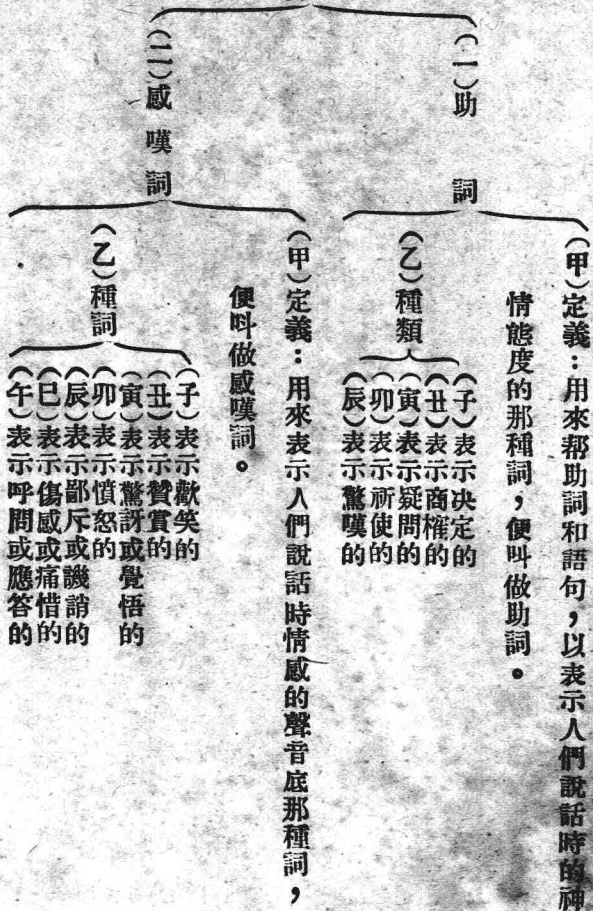 (一)助詞
(甲)定義：用來帮助詞和語句，以表示人們說話時的神
情態度的那種詞，便叫做助詞。
(乙)種類
(子)表示决定的
(丑)表示商榷的
(寅)表示疑問的
(卯)表示祈使的
(辰)表示驚嘆的
(二)感嘆詞
(甲)定義：用來表示人們說話時情感的聲音底那種詞，
便叫做感嘆詞。
(乙)種詞
(子)表示歡笑的
(丑)表示贊賞的
(寅)表示驚訝或覺悟的
(卯)表示憤怒的
(辰)表示鄙斥或譏誚的
(巳)表示傷感或痛惜的
(午)表示呼問或應答的